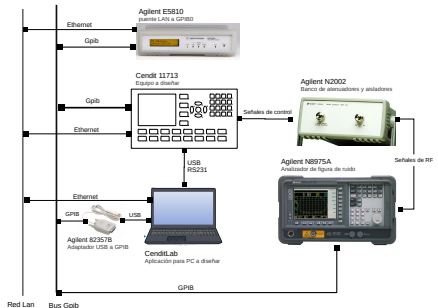 Agilent E5810
puente LAN a GPIB0
Ethernet
Gpib
Cendit 11713
Equipo a diseñar
Agilent N2002
Banco de atenuadores y aisladores
Gpib
Señales de control
Ethernet
Agilent N8975A
Analizador de figura de ruido
Señales de RF
USB
RS231
Ethernet
GPIB
USB
Agilent 82357B
Adaptador USB a GPIB
CenditLab
Aplicación para PC a diseñar
GPIB
Red Lan
Bus Gpib